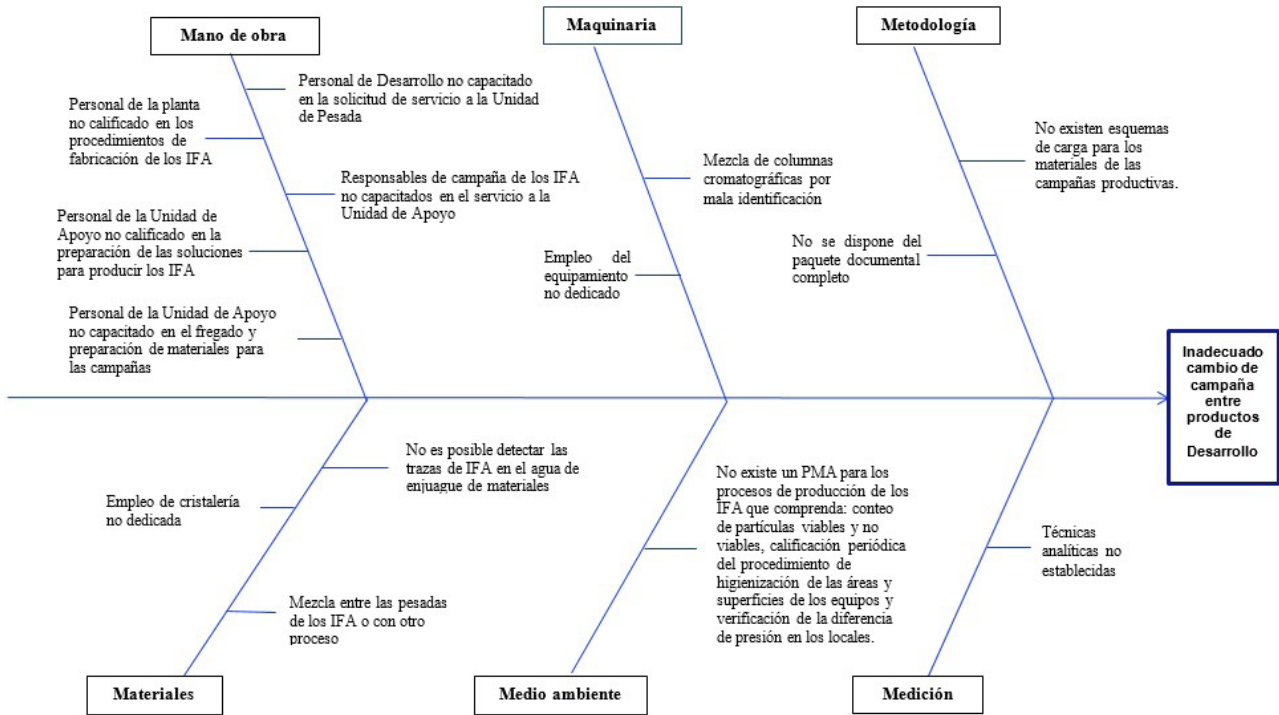 Mano de obra
Maquinaria
Metodología
Personal de Desarrollo no capacitado
en la solicitud de servicio a la Unidad
de Pesada
Personal de la planta
no calificado en los
procedimientos de
fabricación de los IFA
Responsables de campaña de los IFA
no capacitados en el servicio a la
Unidad de Apoyo
Personal de la Unidad de
Apoyo no calificado en la
preparación de las soluciones
para producir los IFA
Personal de la Unidad de Apoyo
no capacitado en el fregado y
preparación de materiales para
las campañas
Mezcla de columnas
cromatográficas por
mala identificación
Empleo del
equipamiento
no dedicado
No existen esquemas
de carga para los
materiales de las
campañas productivas.
No se dispone del
paquete documental
completo
Inadecuado
cambio de
campaña
entre
productos
de
Desarrollo
No es posible detectar las
trazas de IFA en el agua de
enjuague de materiales
Empleo de cristalería
no dedicada
Mezcla entre las pesadas
de los IFA o con otro
proceso
No existe un PMA para los
procesos de producción de los
IFA que comprenda: conteo
de partículas viables y no
viables, calificación periódica
del procedimiento de
higienización de las áreas y
superficies de los equipos y
verificación de la diferencia
de presión en los locales.
Técnicas
analíticas no
establecidas
Materiales
Medio ambiente
Medición